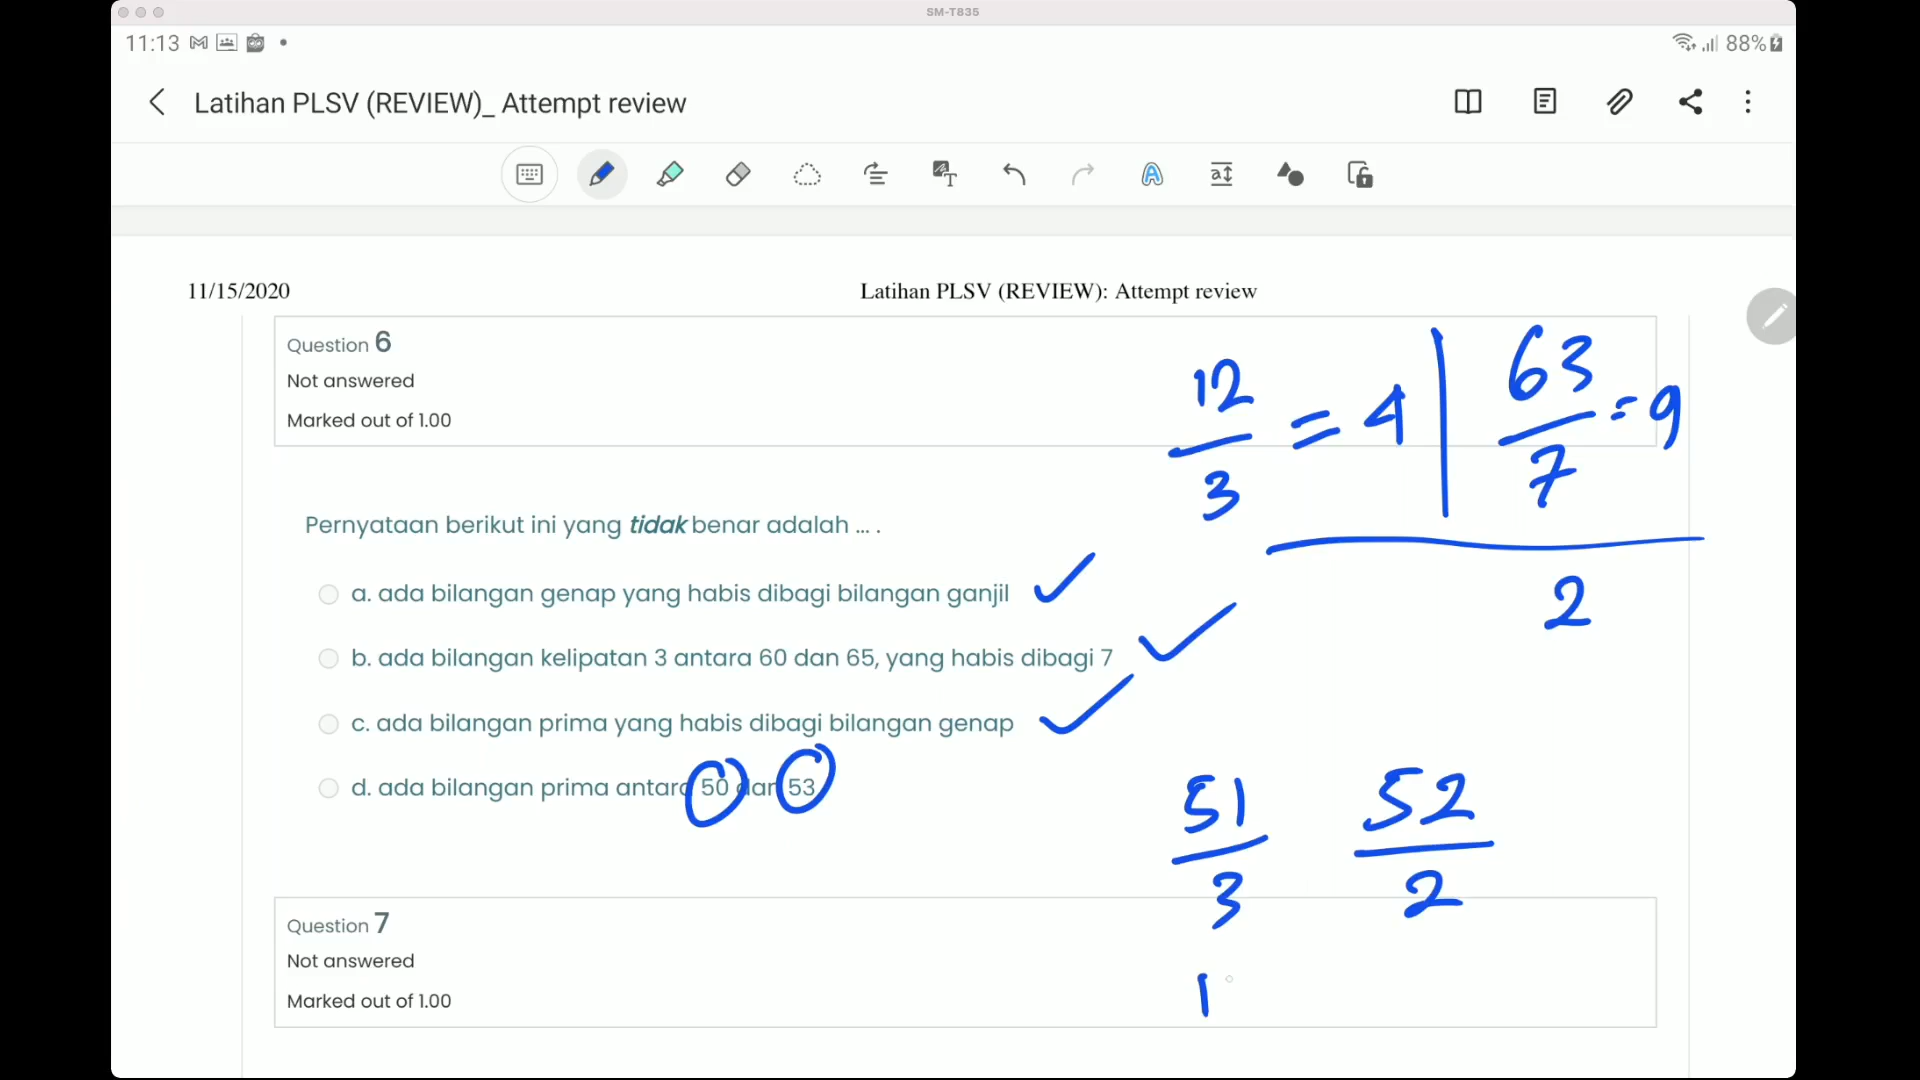 SM-T835
11:13
88%
Latihan PLSV (REVIEW)_ Attempt review
11/15/2020
Latihan PLSV (REVIEW): Attempt review
Question 6
Not answered
Marked out of 1.00
12
3
= 4
63
7
= 9
Pernyataan berikut ini yang tidak benar adalah ... .
a. ada bilangan genap yang habis dibagi bilangan ganjil
2
b. ada bilangan kelipatan 3 antara 60 dan 65, yang habis dibagi 7
c. ada bilangan prima yang habis dibagi bilangan genap
d. ada bilangan prima antara 50 dan 53
51
3
52
2
Question 7
Not answered
Marked out of 1.00
1